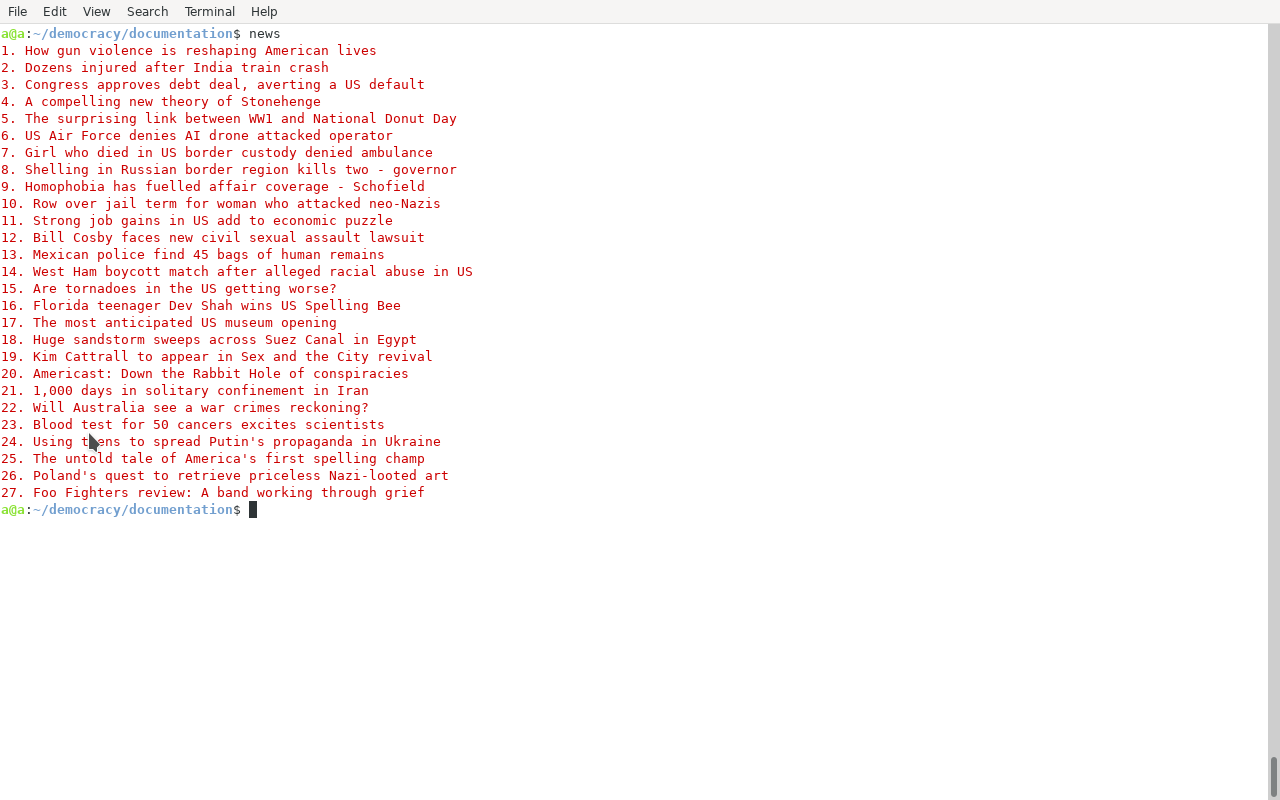 File Edit View Search Terminal Help
a@a:~/democracy/documentation$ news
1. How gun violence is reshaping American lives
2. Dozens injured after India train crash
3. Congress approves debt deal, averting a US default
4. A compelling new theory of Stonehenge
5. The surprising link between WW1 and National Donut Day
6. US Air Force denies AI drone attacked operator
7. Girl who died in US border custody denied ambulance
8. Shelling in Russian border region kills two - governor
9. Homophobia has fuelled affair coverage - Schofield
10. Row over jail term for woman who attacked neo-Nazis
11. Strong job gains in US add to economic puzzle
12. Bill Cosby faces new civil sexual assault lawsuit
13. Mexican police find 45 bags of human remains
14. West Ham boycott match after alleged racial abuse in US
15. Are tornadoes in the US getting worse?
16. Florida teenager Dev Shah wins US Spelling Bee
17. The most anticipated US museum opening
18. Huge sandstorm sweeps across Suez Canal in Egypt
19. Kim Cattrall to appear in Sex and the City revival
20. Americast: Down the Rabbit Hole of conspiracies
21. 1,000 days in solitary confinement in Iran
22. Will Australia see a war crimes reckoning?
23. Blood test for 50 cancers excites scientists
24. Using to spread Putin's propaganda in Ukraine
25. The untold tale of America's first spelling champ
26. Poland's quest to retrieve priceless Nazi-looted art
27. Foo Fighters review: A band working through grief
a@a:~/democracy/documentation$